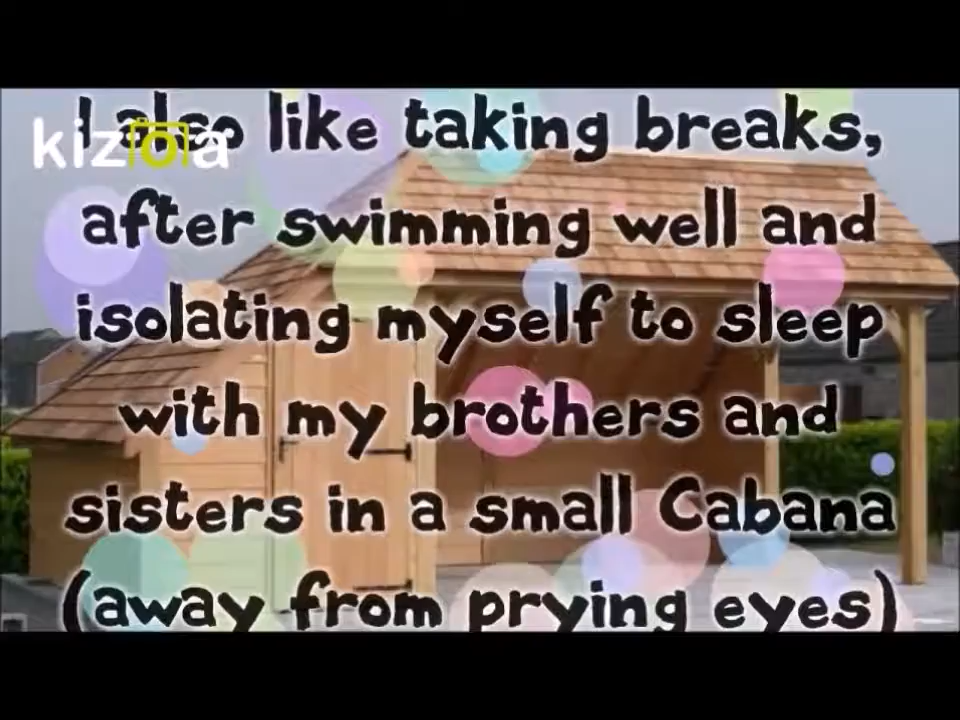 kizoa
I also like taking breaks,
after swimming well and
isolating myself to sleep
with my brothers and
sisters in a small Cabana
(away from prying eyes)